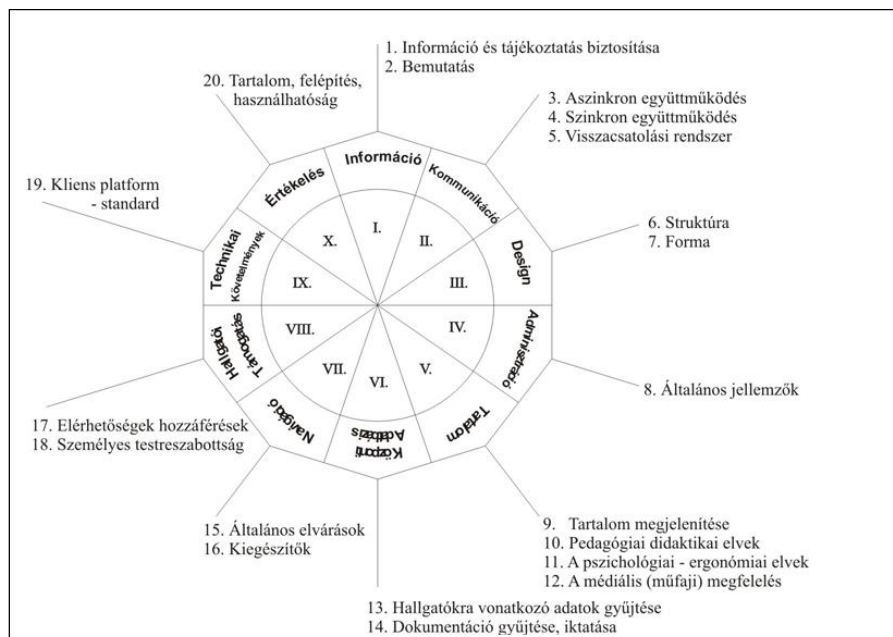 1. Információ és tájékoztatás biztosítása
2. Bemutatás
3. Aszinkron együttműködés
4. Szinkron együttműködés
5. Visszacsatolási rendszer
6. Struktúra
7. Forma
8. Általános jellemzők
9. Tartalom megjelenítése
10. Pedagógiai didaktikai elvek
11. A pszichológiai - ergonómiai elvek
12. A médiális (műfaji) megfelelés
13. Hallgatókra vonatkozó adatok gyűjtése
14. Dokumentáció gyűjtése, iktatása
15. Általános elvárások
16. Kiegészítők
17. Elérhetőségek hozzáférések
18. Személyes testreszabottság
19. Kliens platform
- standard
20. Tartalom, felépítés,
használhatóság
Információ
Kommunikáció
Design
Adminisztráció
Tartalom
Központi
Adatbázis
Navigáció
Hallgatói
Támogatás
Technikai
Követelmények
Értékelés
I.
II.
III.
IV.
V.
VI.
VII.
VIII.
IX.
X.